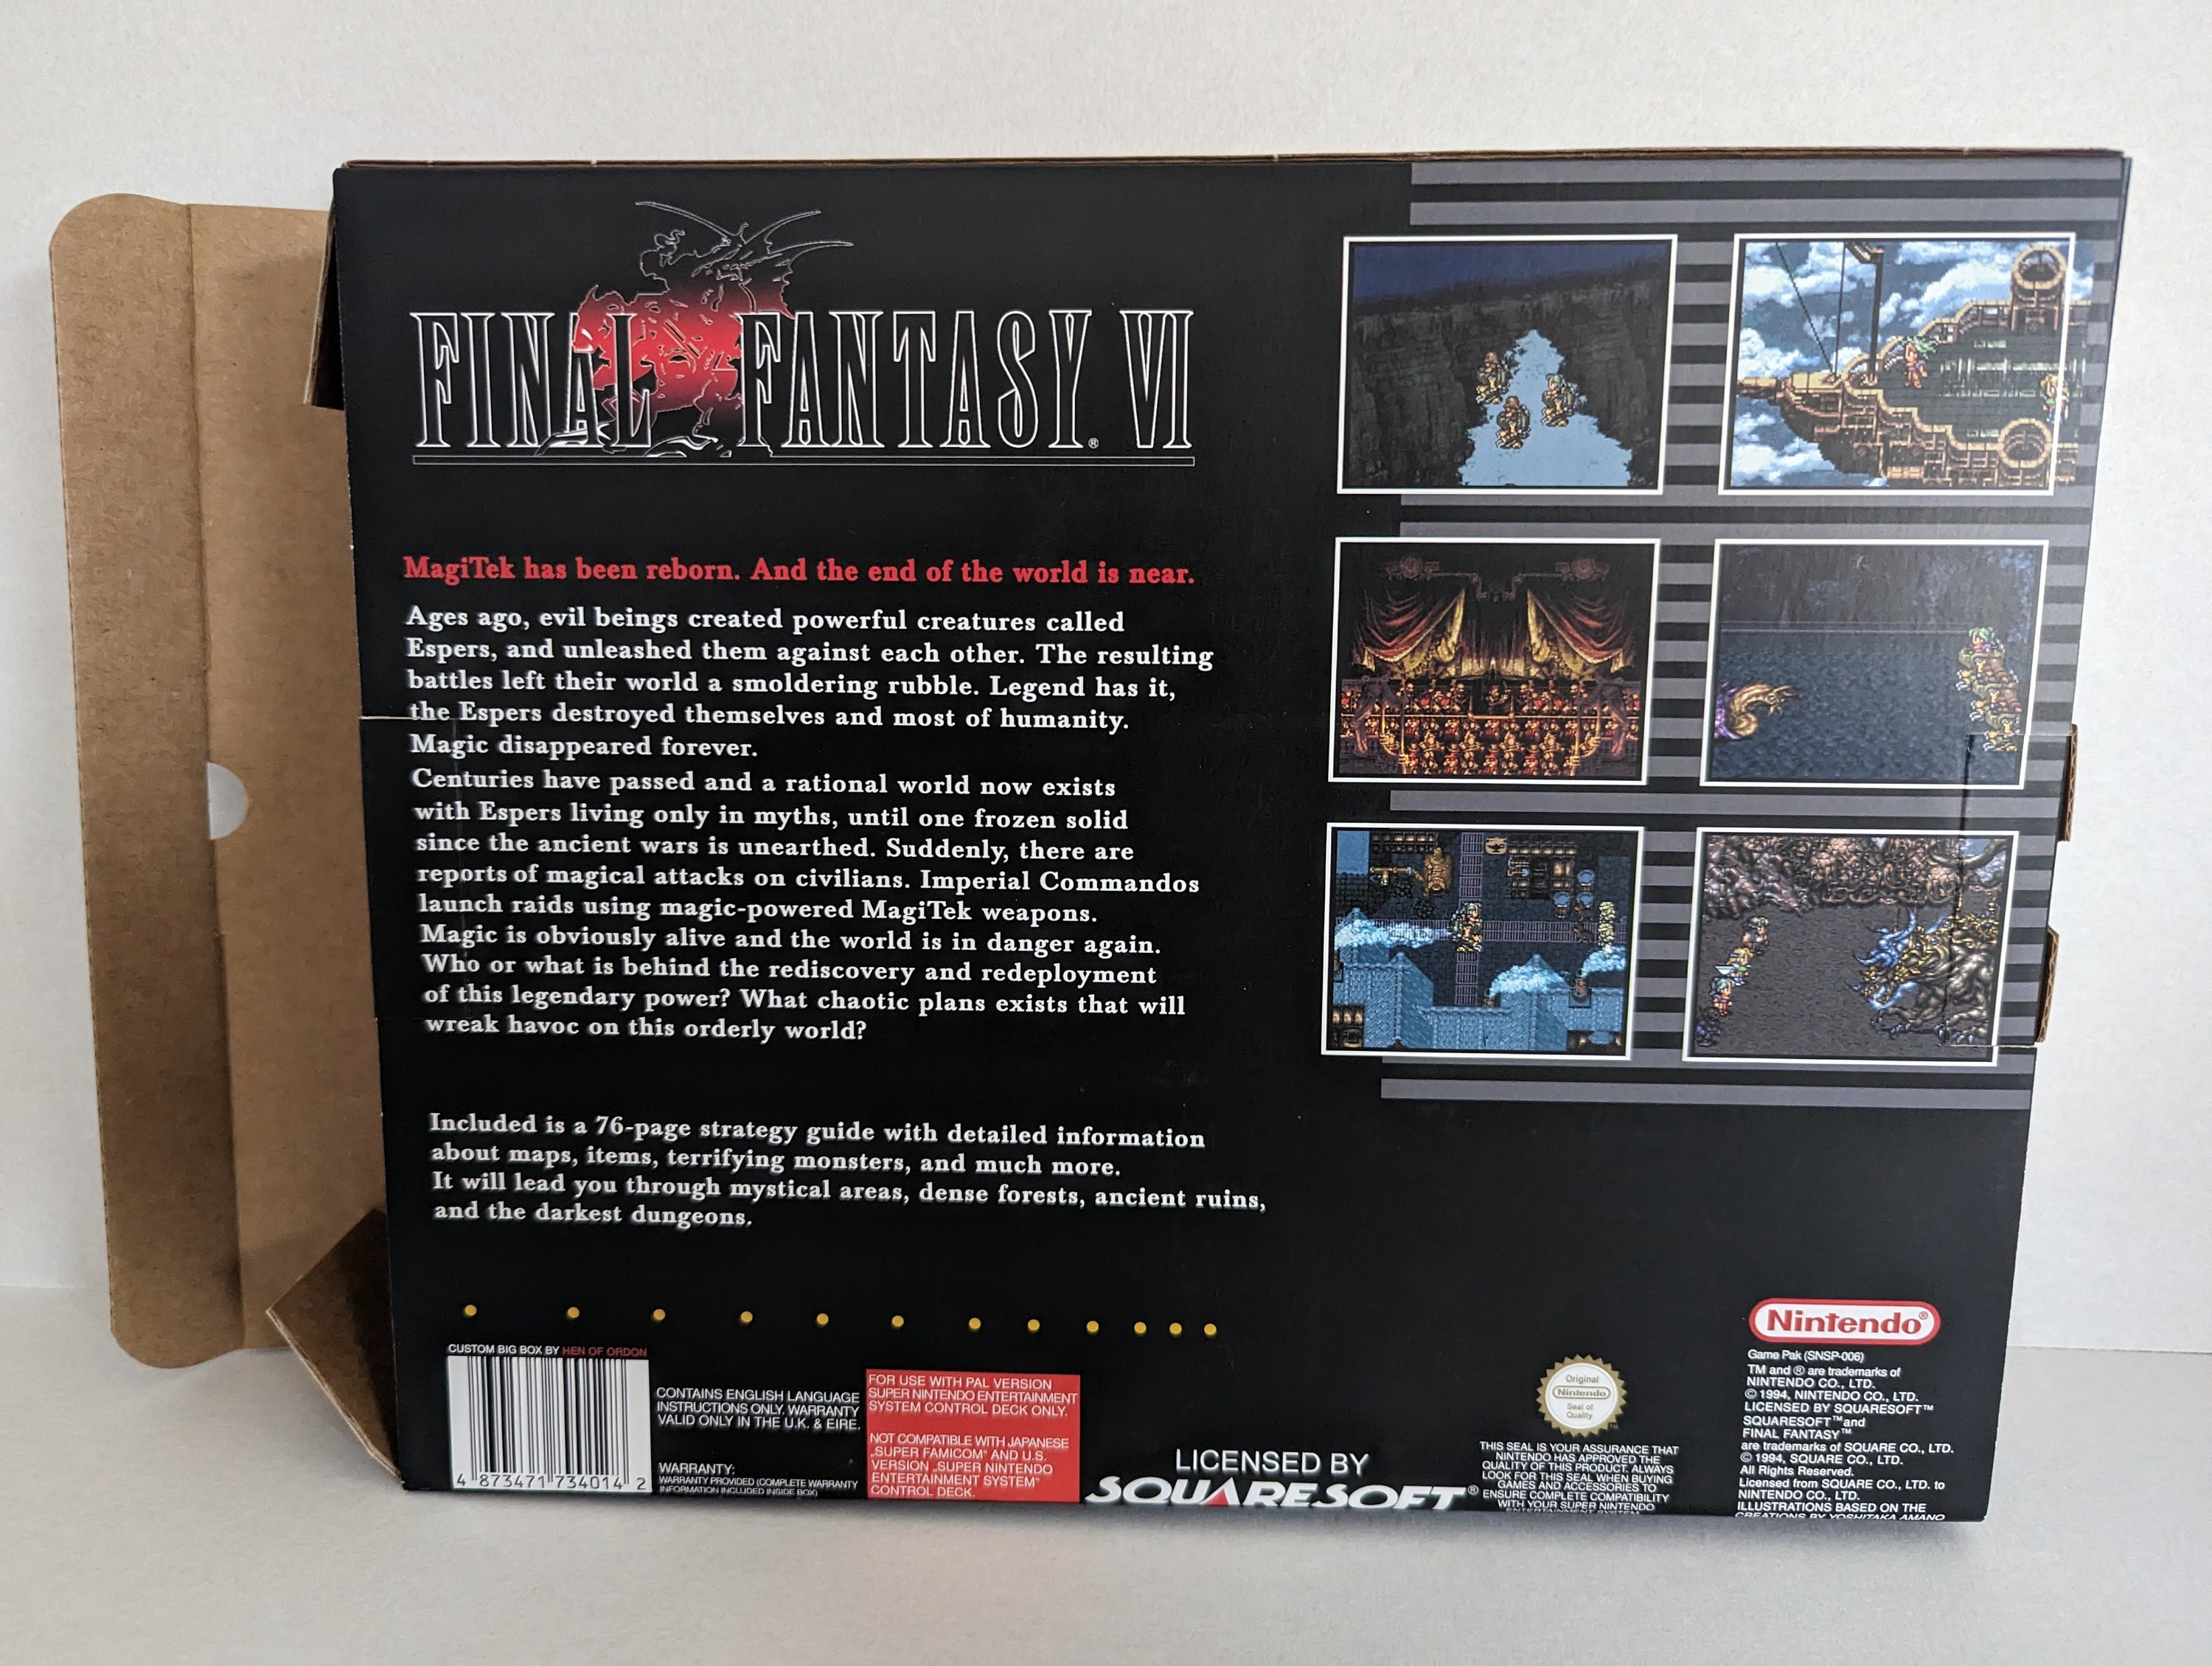 FINAL FANTASY® VI
MagiTek has been reborn. And the end of the world is near.
Ages ago, evil beings created powerful creatures called
Espers, and unleashed them against each other. The resulting
battles left their world a smoldering rubble. Legend has it,
the Espers destroyed themselves and most of humanity.
Magic disappeared forever.
Centuries have passed and a rational world now exists
with Espers living only in myths, until one frozen solid
since the ancient wars is unearthed. Suddenly, there are
reports of magical attacks on civilians. Imperial Commandos
launch raids using magic-powered MagiTek weapons.
Magic is obviously alive and the world is in danger again.
Who or what is behind the rediscovery and redeployment
of this legendary power? What chaotic plans exists that will
wreak havoc on this orderly world?
Included is a 76-page strategy guide with detailed information
about maps, items, terrifying monsters, and much more.
It will lead you through mystical areas, dense forests, ancient ruins,
and the darkest dungeons.
CUSTOM BIG BOX BY HEN OF ORDON
4 873471 734014 2
CONTAINS ENGLISH LANGUAGE
INSTRUCTIONS ONLY. WARRANTY
VALID ONLY IN THE U.K. & EIRE.
WARRANTY:
WARRANTY PROVIDED (COMPLETE WARRANTY
INFORMATION INCLUDED INSIDE BOX)
FOR USE WITH PAL VERSION
SUPER NINTENDO ENTERTAINMENT
SYSTEM CONTROL DECK ONLY.
NOT COMPATIBLE WITH JAPANESE
„SUPER FAMICOM" AND U.S.
VERSION „SUPER NINTENDO
ENTERTAINMENT SYSTEM"
CONTROL DECK.
LICENSED BY
SQUARESOFT®
Original
Nintendo
Seal of
Quality
THIS SEAL IS YOUR ASSURANCE THAT
NINTENDO HAS APPROVED THE
QUALITY OF THIS PRODUCT. ALWAYS
LOOK FOR THIS SEAL WHEN BUYING
GAMES AND ACCESSORIES TO
ENSURE COMPLETE COMPATIBILITY
WITH YOUR SUPER NINTENDO
ENTERTAINMENT SYSTEM.
Nintendo®
Game Pak (SNSP-006)
TM and ® are trademarks of
NINTENDO CO., LTD.
© 1994, NINTENDO CO., LTD.
LICENSED BY SQUARESOFT™
SQUARESOFT™ and
FINAL FANTASY™
are trademarks of SQUARE CO., LTD.
© 1994, SQUARE CO., LTD.
All Rights Reserved.
Licensed from SQUARE CO., LTD. to
NINTENDO CO., LTD.
ILLUSTRATIONS BASED ON THE
CREATIONS BY YOSHITAKA AMANO